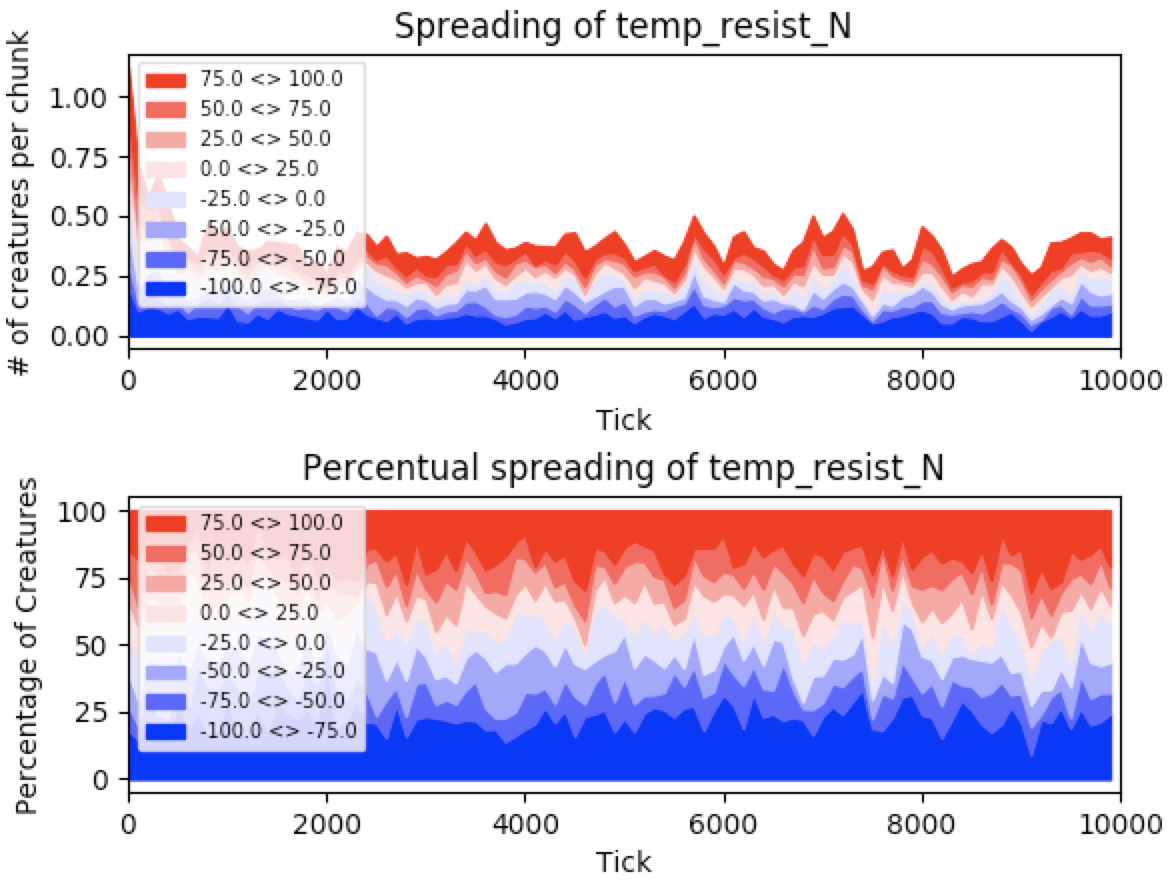 Spreading of temp_resist_N
# of creatures per chunk
1.00
0.75
0.50
0.25
0.00
75.0 <> 100.0
50.0 <> 75.0
25.0 <> 50.0
0.0 <> 25.0
-25.0 <> 0.0
-50.0 <> -25.0
-75.0 <> -50.0
-100.0 <> -75.0
0 2000 4000 6000 8000 10000
Tick
Percentual spreading of temp_resist_N
Percentage of Creatures
100
75
50
25
0
75.0 <> 100.0
50.0 <> 75.0
25.0 <> 50.0
0.0 <> 25.0
-25.0 <> 0.0
-50.0 <> -25.0
-75.0 <> -50.0
-100.0 <> -75.0
0 2000 4000 6000 8000 10000
Tick